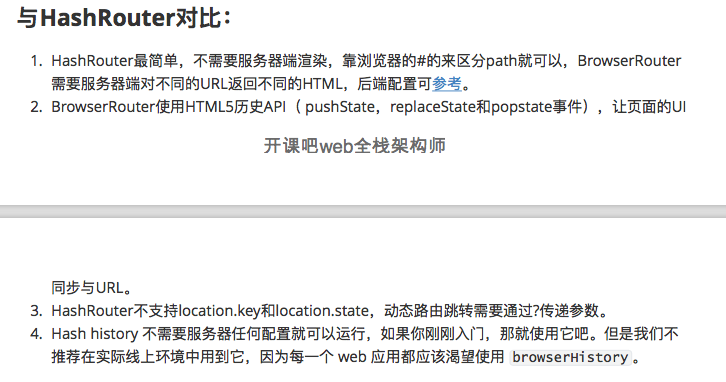 与HashRouter对比：
1. HashRouter最简单，不需要服务器端渲染，靠浏览器的#的来区分path就可以，BrowserRouter
需要服务器端对不同的URL返回不同的HTML，后端配置可参考。
2. BrowserRouter使用HTML5历史API（ pushState，replaceState和popstate事件），让页面的UI
开课吧web全栈架构师
同步与URL。
3. HashRouter不支持location.key和location.state，动态路由跳转需要通过?传递参数。
4. Hash history 不需要服务器任何配置就可以运行，如果你刚刚入门，那就使用它吧。但是我们不
推荐在实际线上环境中用到它，因为每一个 web 应用都应该渴望使用 browserHistory。